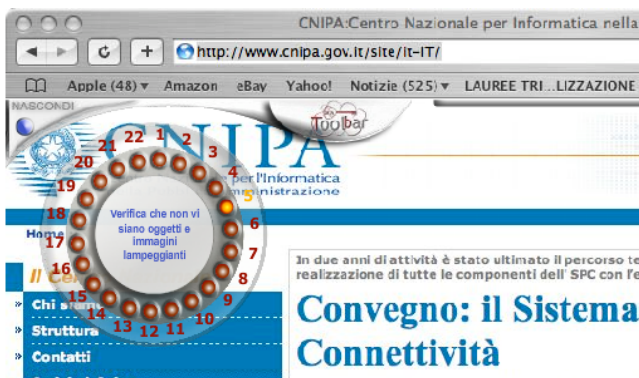 CNIPA:Centro Nazionale per Informatica nella
http://www.cnipa.gov.it/site/it-IT/
Apple (48) Amazon eBay Yahoo! Notizie (525) LAUREE TRI...LIZZAZIONE
NASCONDI
Toolbar
CNIPA
per l'Informatica
mministrazione
1
2
3
4
5
6
7
8
9
10
11
12
13
14
15
16
17
18
19
20
21
22
Verifica che non vi
siano oggetti e
immagini
lampeggianti
Home
Il
In due anni di attività è stato ultimato il percorso te
realizzazione di tutte le componenti dell' SPC con l'e
Chi siamo
Struttura
Contatti
Convegno: il Sistema
Connettività